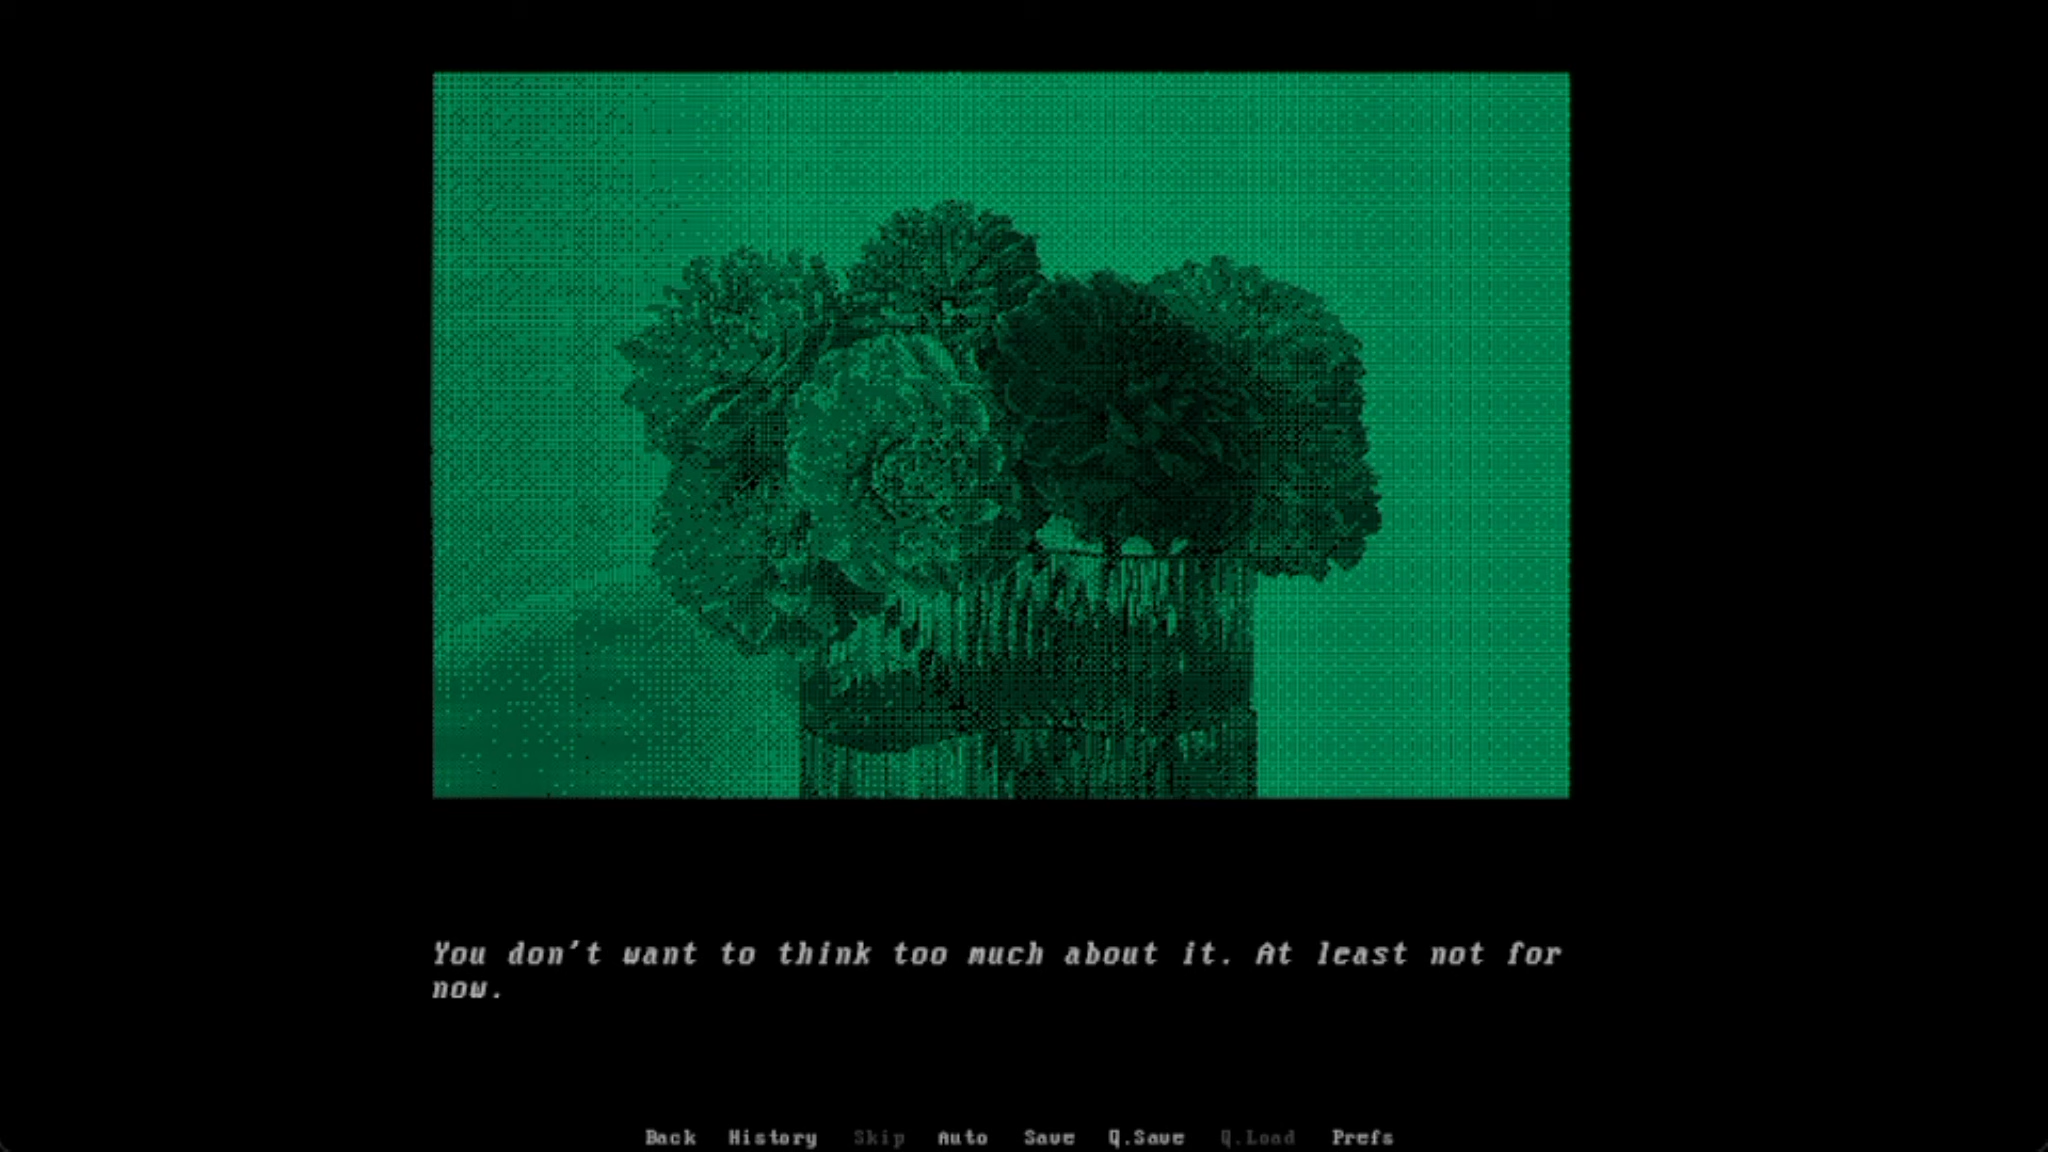 You don't want to think too much about it. At least not for
now.
Back History Skip Auto Save Q.Save Q.Load Prefs